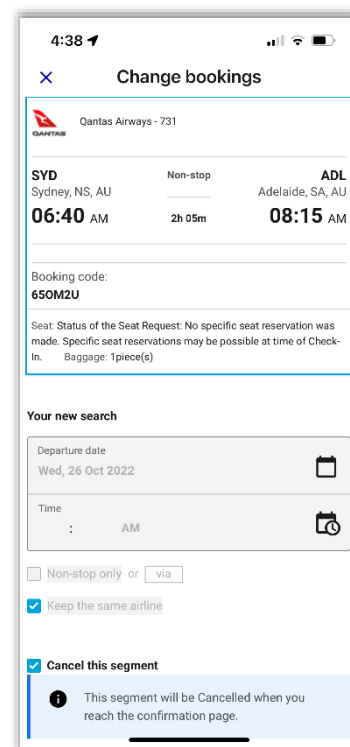 4:38
Change bookings
QANTAS
Qantas Airways - 731
SYD Non-stop ADL
Sydney, NS, AU Adelaide, SA, AU
06:40 AM 2h 05m 08:15 AM
Booking code:
65OM2U
Seat: Status of the Seat Request: No specific seat reservation was
made. Specific seat reservations may be possible at time of Check-
In. Baggage: 1piece(s)
Your new search
Departure date
Wed, 26 Oct 2022
Time
: AM
Non-stop only or via
Keep the same airline
Cancel this segment
This segment will be Cancelled when you
reach the confirmation page.